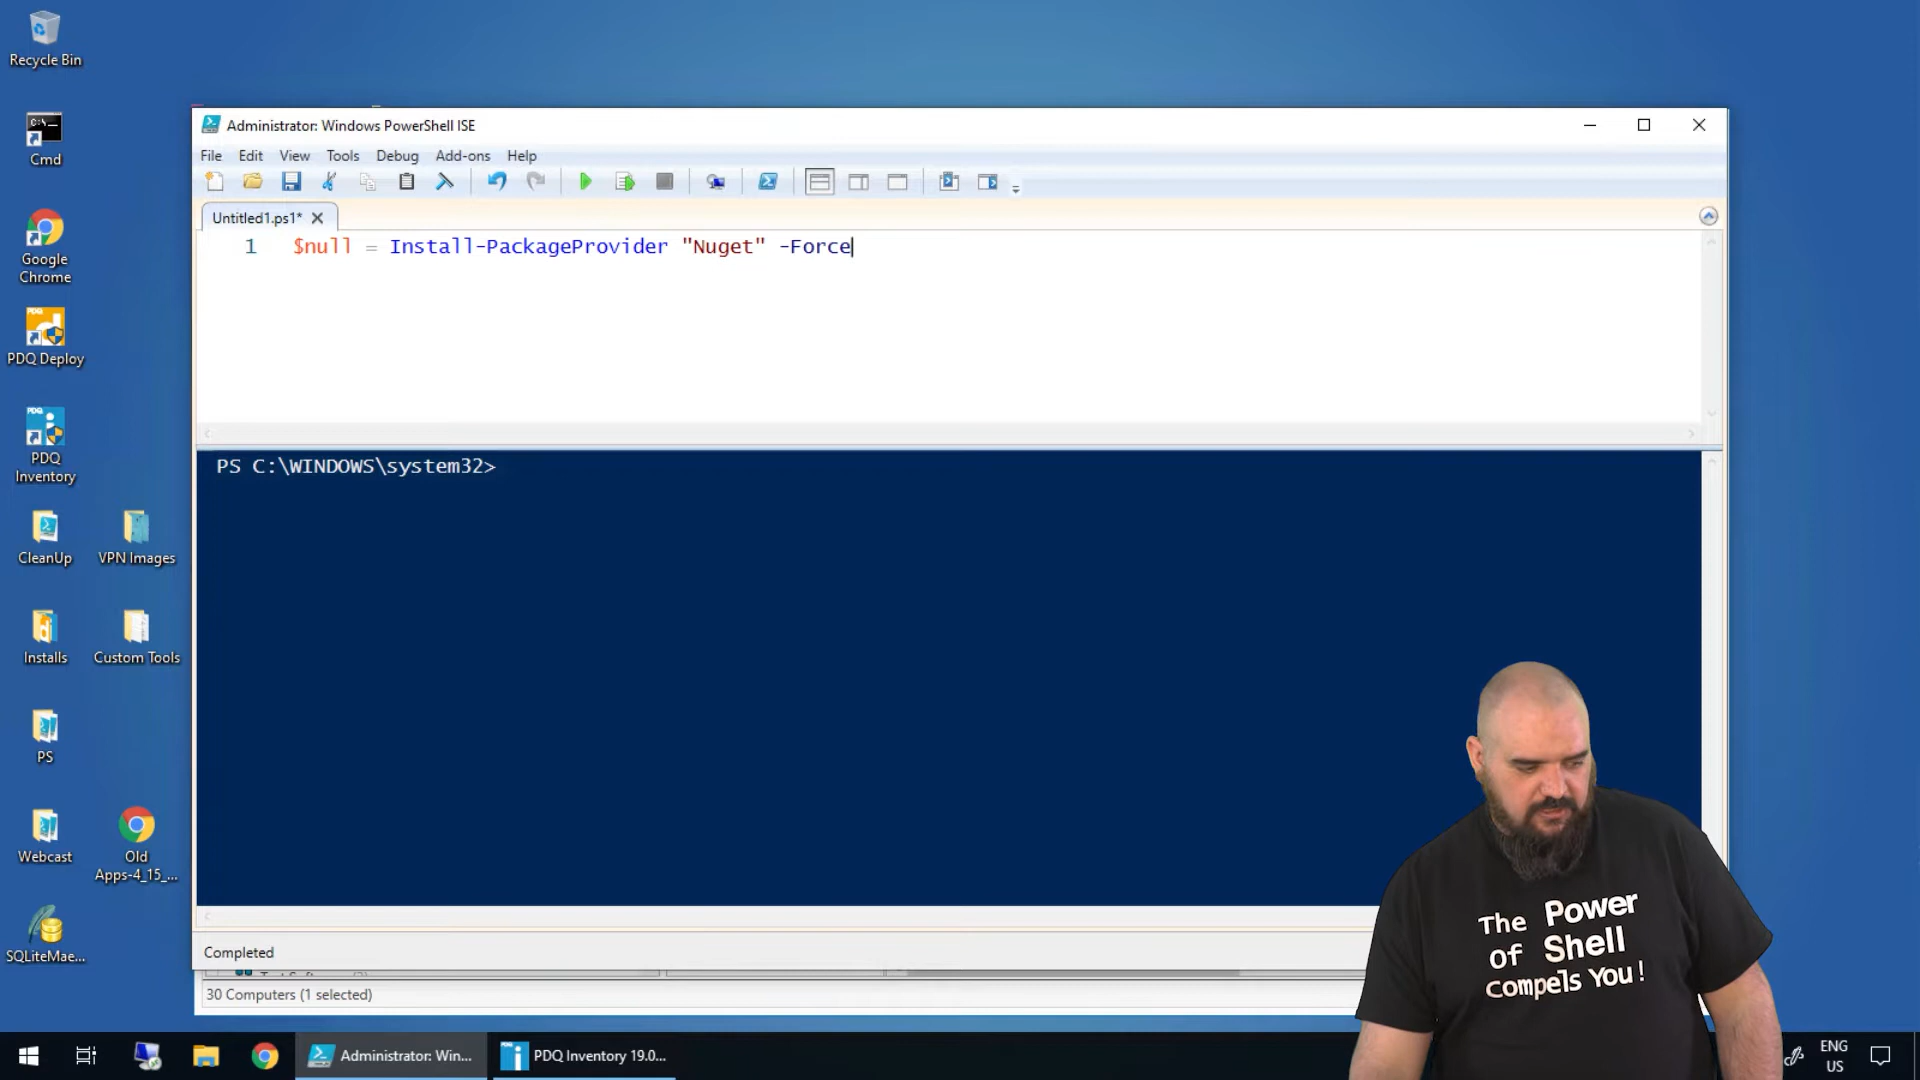 Recycle Bin
Cmd
Google
Chrome
PDQ
PDQ Deploy
PDQ
PDQ
Inventory
CleanUp
VPN Images
Installs
Custom Tools
PS
Webcast
Old
Apps-4_15_...
SQLiteMae...
Administrator: Windows PowerShell ISE
File Edit View Tools Debug Add-ons Help
Untitled1.ps1*
1 $null = Install-PackageProvider "Nuget" -Force
PS C:\WINDOWS\system32>
Completed
30 Computers (1 selected)
The Power
of Shell
compels You!
Administrator: Win...
PDQ Inventory 19.0...
ENG
US